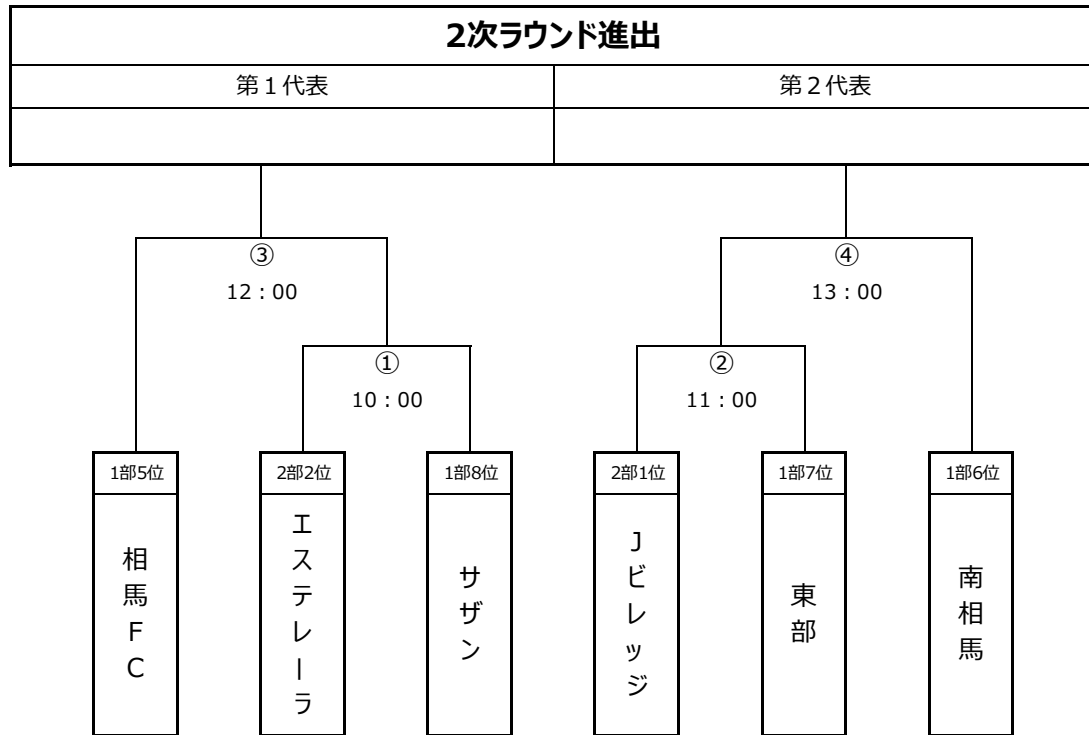 2次ラウンド進出
第１代表
第２代表
③
12：00
④
13：00
①
10：00
②
11：00
1部5位
2部2位
1部8位
2部1位
1部7位
1部6位
相馬ＦＣ
エステレーラ
サザン
Ｊビレッジ
東部
南相馬